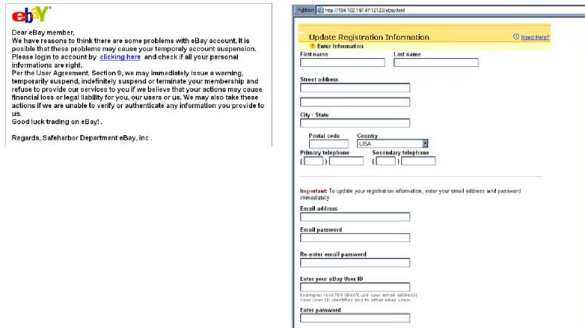 ebY
Dear eBay member,
We have reasons to think there are some problems with eBay account. It is
posible that these problems may cause your temporaly account suspension.
Please login to account by clicking here and check if all your personal
informations are right.
Per the User Agreement, Section 9, we may immediately issue a warning,
temporarily suspend, indefinitely suspend or terminate your membership and
refuse to provide our services to you if we believe that your actions may cause
financial loss or legal liability for you, our users or us. We may also take these
actions if we are unable to verify or authenticate any information you provide to
us.
Good luck trading on eBay! .
Regards, Safeharbor Department eBay, Inc .
Address
Update Registration Information
Need Help?
Enter Information
First name Last name
Street address
City / State
Postal code Country
USA
Primary telephone Secondary telephone
( ) ( )
Important: To update your registration information, enter your email address and password
immediately.
Email address
Email password
Re-enter email password
Enter your eBay User ID
Your User ID identifies you to other eBay users.
Enter password